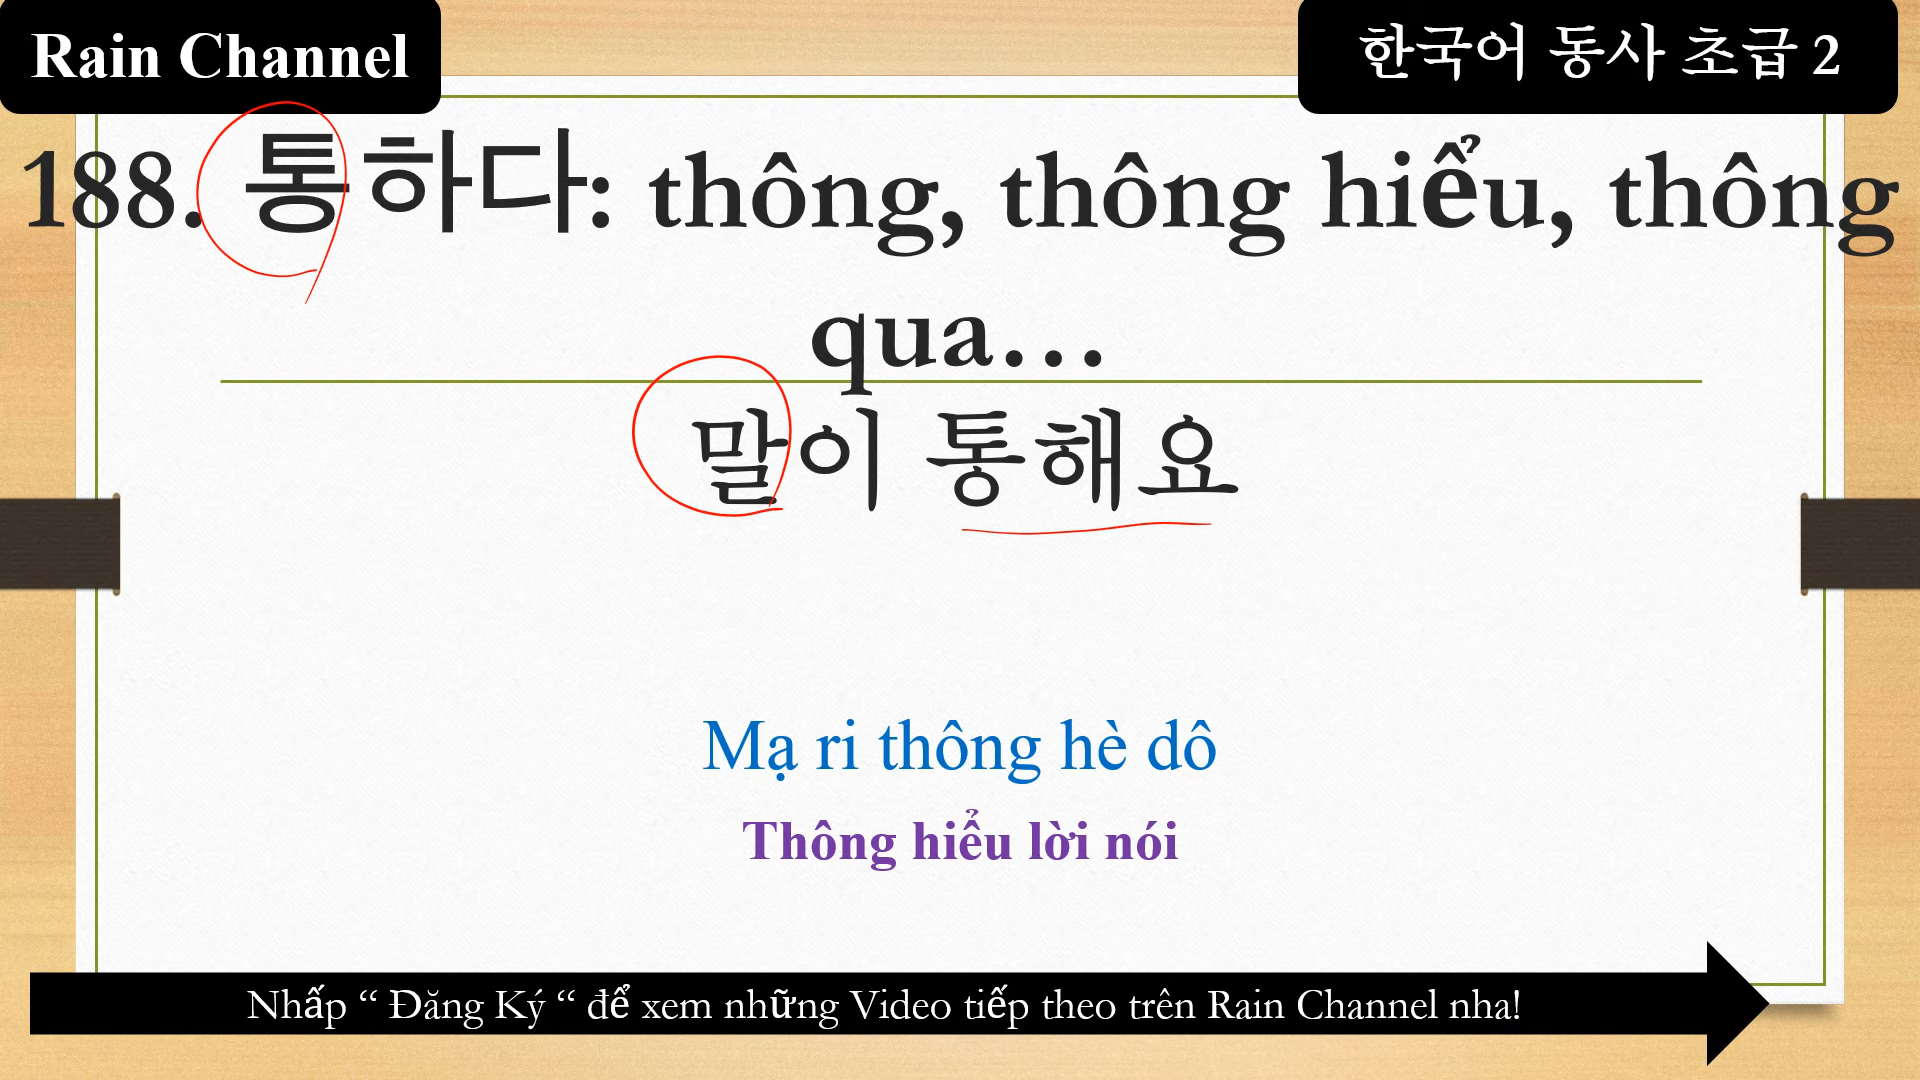 Rain Channel
한국어 동사 초급 2
188. 통하다: thông, thông hiểu, thông
qua…
말이 통해요
Mạ ri thông hè dô
Thông hiểu lời nói
Nhấp “ Đăng Ký “ để xem những Video tiếp theo trên Rain Channel nha!